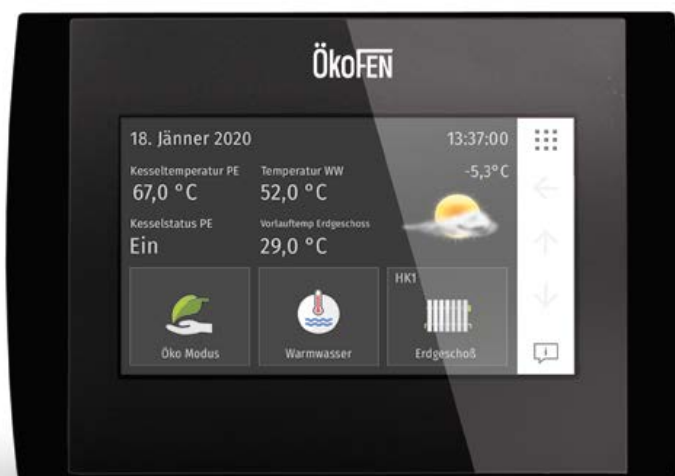 ÖkoFEN
18. Jänner 2020 13:37:00
Kesseltemperatur PE Temperatur WW -5,3°C
67,0 °C 52,0 °C
Kesselstatus PE Vorlauftemp Erdgeschoss
Ein 29,0 °C
HK1
Öko Modus Warmwasser Erdgeschoß